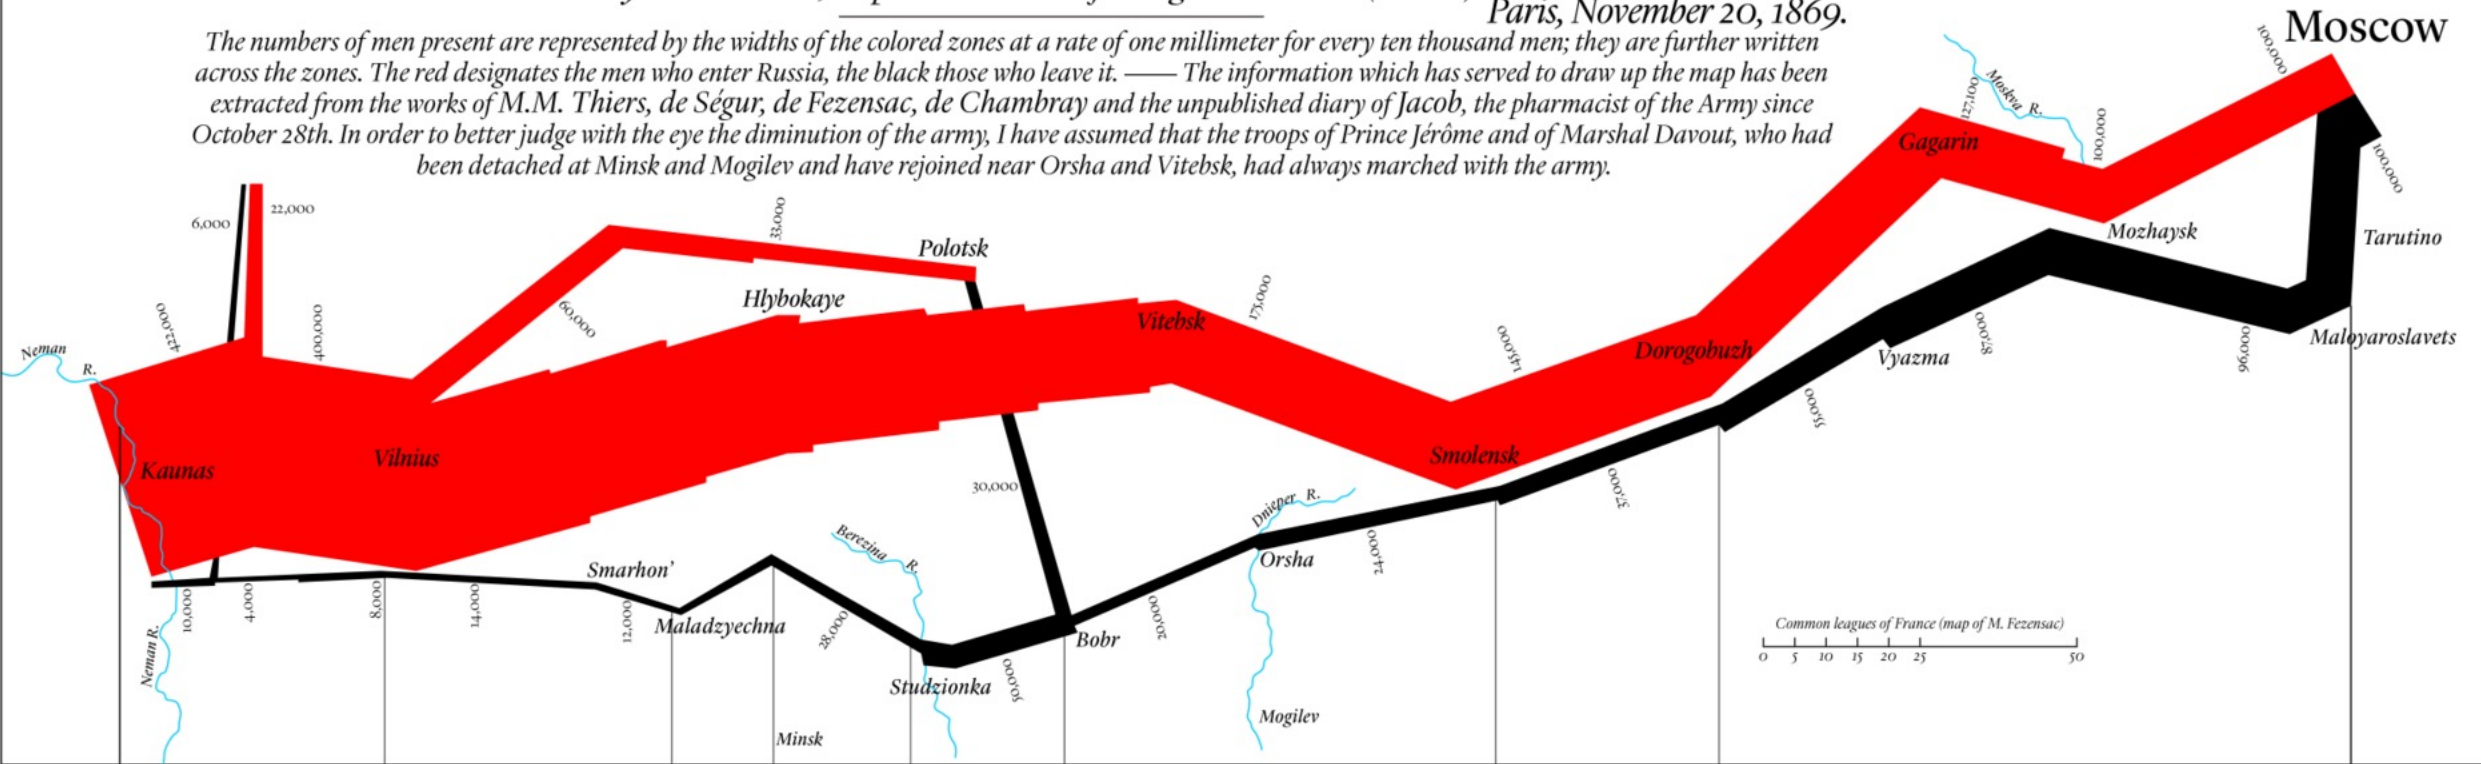 Paris, November 20, 1869.
The numbers of men present are represented by the widths of the colored zones at a rate of one millimeter for every ten thousand men; they are further written
across the zones. The red designates the men who enter Russia, the black those who leave it. —— The information which has served to draw up the map has been
extracted from the works of M.M. Thiers, de Ségur, de Fezensac, de Chambray and the unpublished diary of Jacob, the pharmacist of the Army since
October 28th. In order to better judge with the eye the diminution of the army, I have assumed that the troops of Prince Jérôme and of Marshal Davout, who had
been detached at Minsk and Mogilev and have rejoined near Orsha and Vitebsk, had always marched with the army.
Moscow
100,000
Moskva R.
127,100
100,000
Gagarin
100,000
Mozhaysk
Tarutino
6,000
22,000
33,000
Polotsk
Hlybokaye
60,000
175,000
Vitebsk
422,000
400,000
Neman R.
145,000
Dorogobuzh
Vyazma
87,000
96,000
Maloyaroslavets
55,000
Kaunas
Vilnius
Smolensk
37,000
30,000
Dnieper R.
Berezina R.
Orsha
24,000
Smarhon'
10,000
4,000
8,000
14,000
12,000
Maladzyechna
28,000
20,000
Bobr
Neman R.
Studzionka
50,000
Mogilev
Minsk
Common leagues of France (map of M. Fezensac)
0 5 10 15 20 25 50